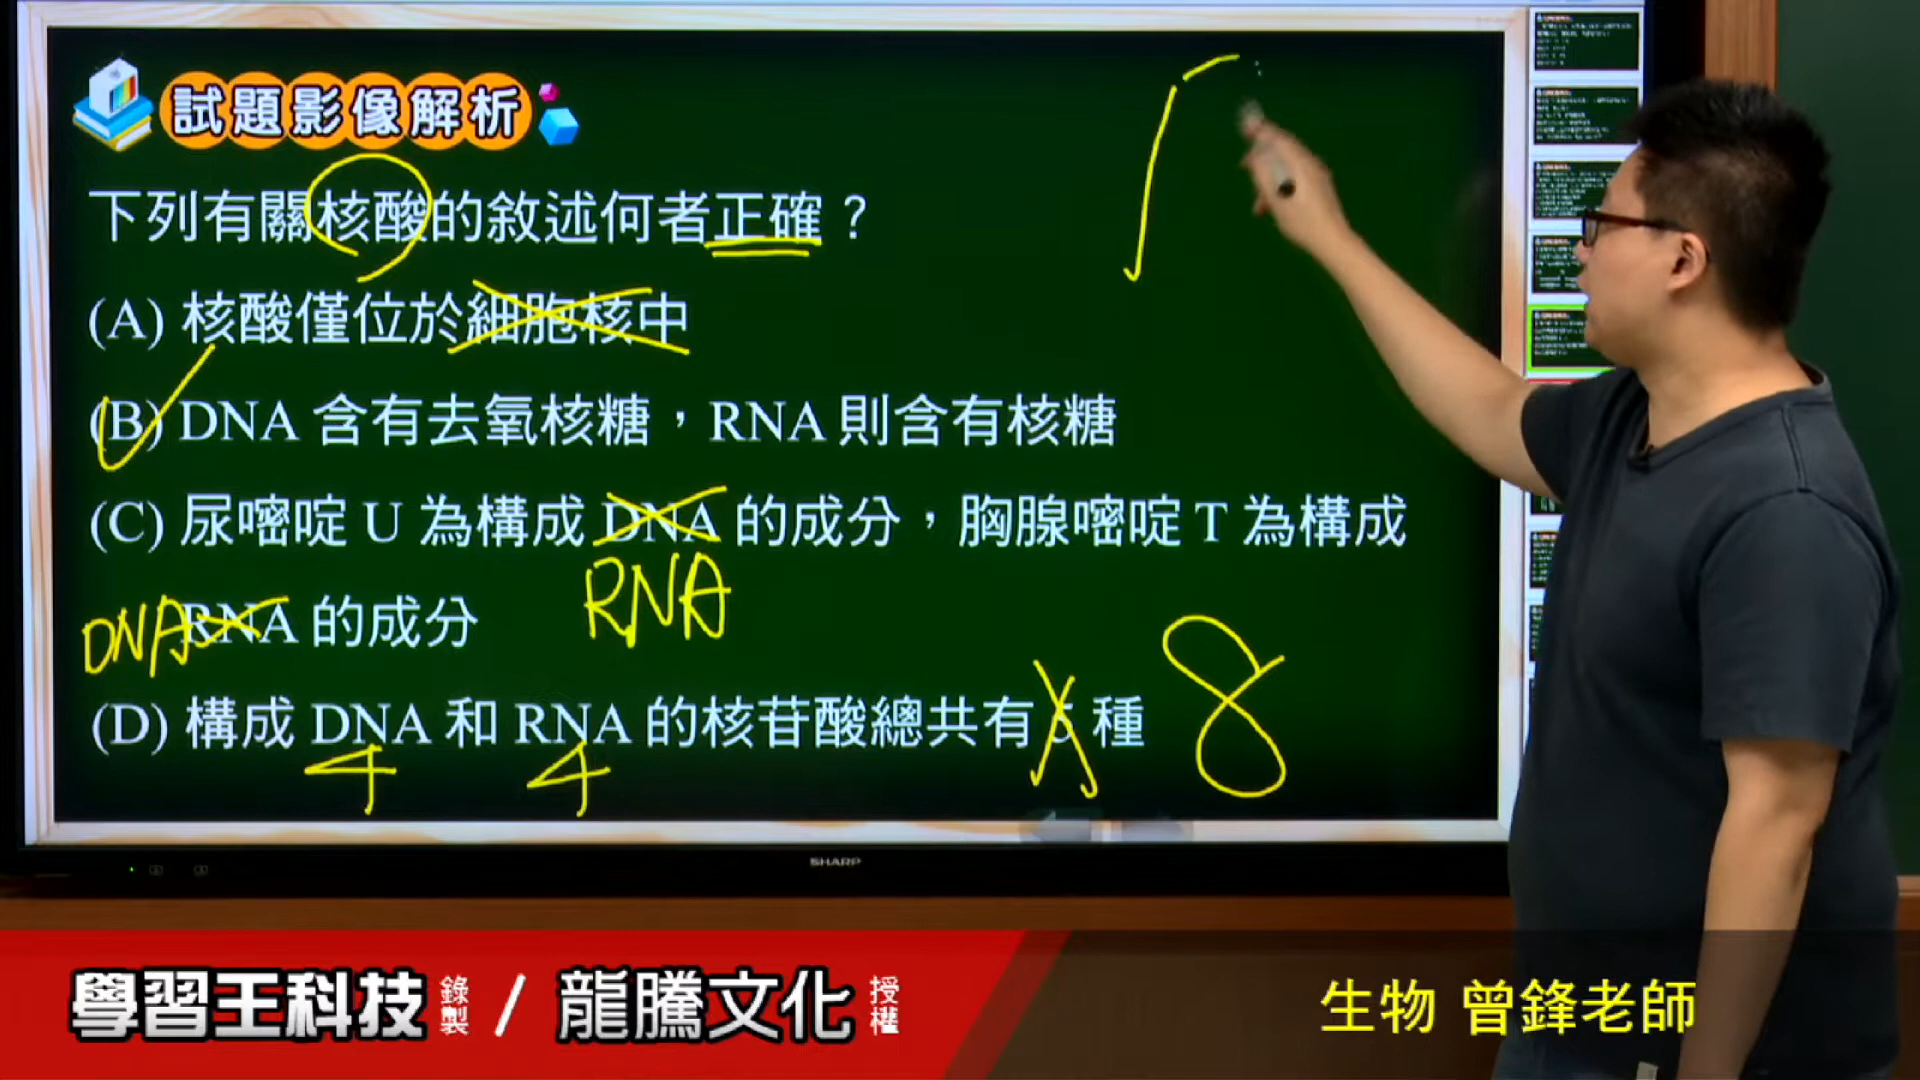 試題影像解析
下列有關核酸的敘述何者正確？
(A) 核酸僅位於細胞核中
(B) DNA 含有去氧核糖，RNA 則含有核糖
(C) 尿嘧啶 U 為構成 DNA 的成分，胸腺嘧啶 T 為構成
RNA
DNA RNA 的成分
(D) 構成 DNA 和 RNA 的核苷酸總共有 種 8
4 4
SHARP
學習王科技 錄製 / 龍騰文化 授權
生物 曾鋒老師